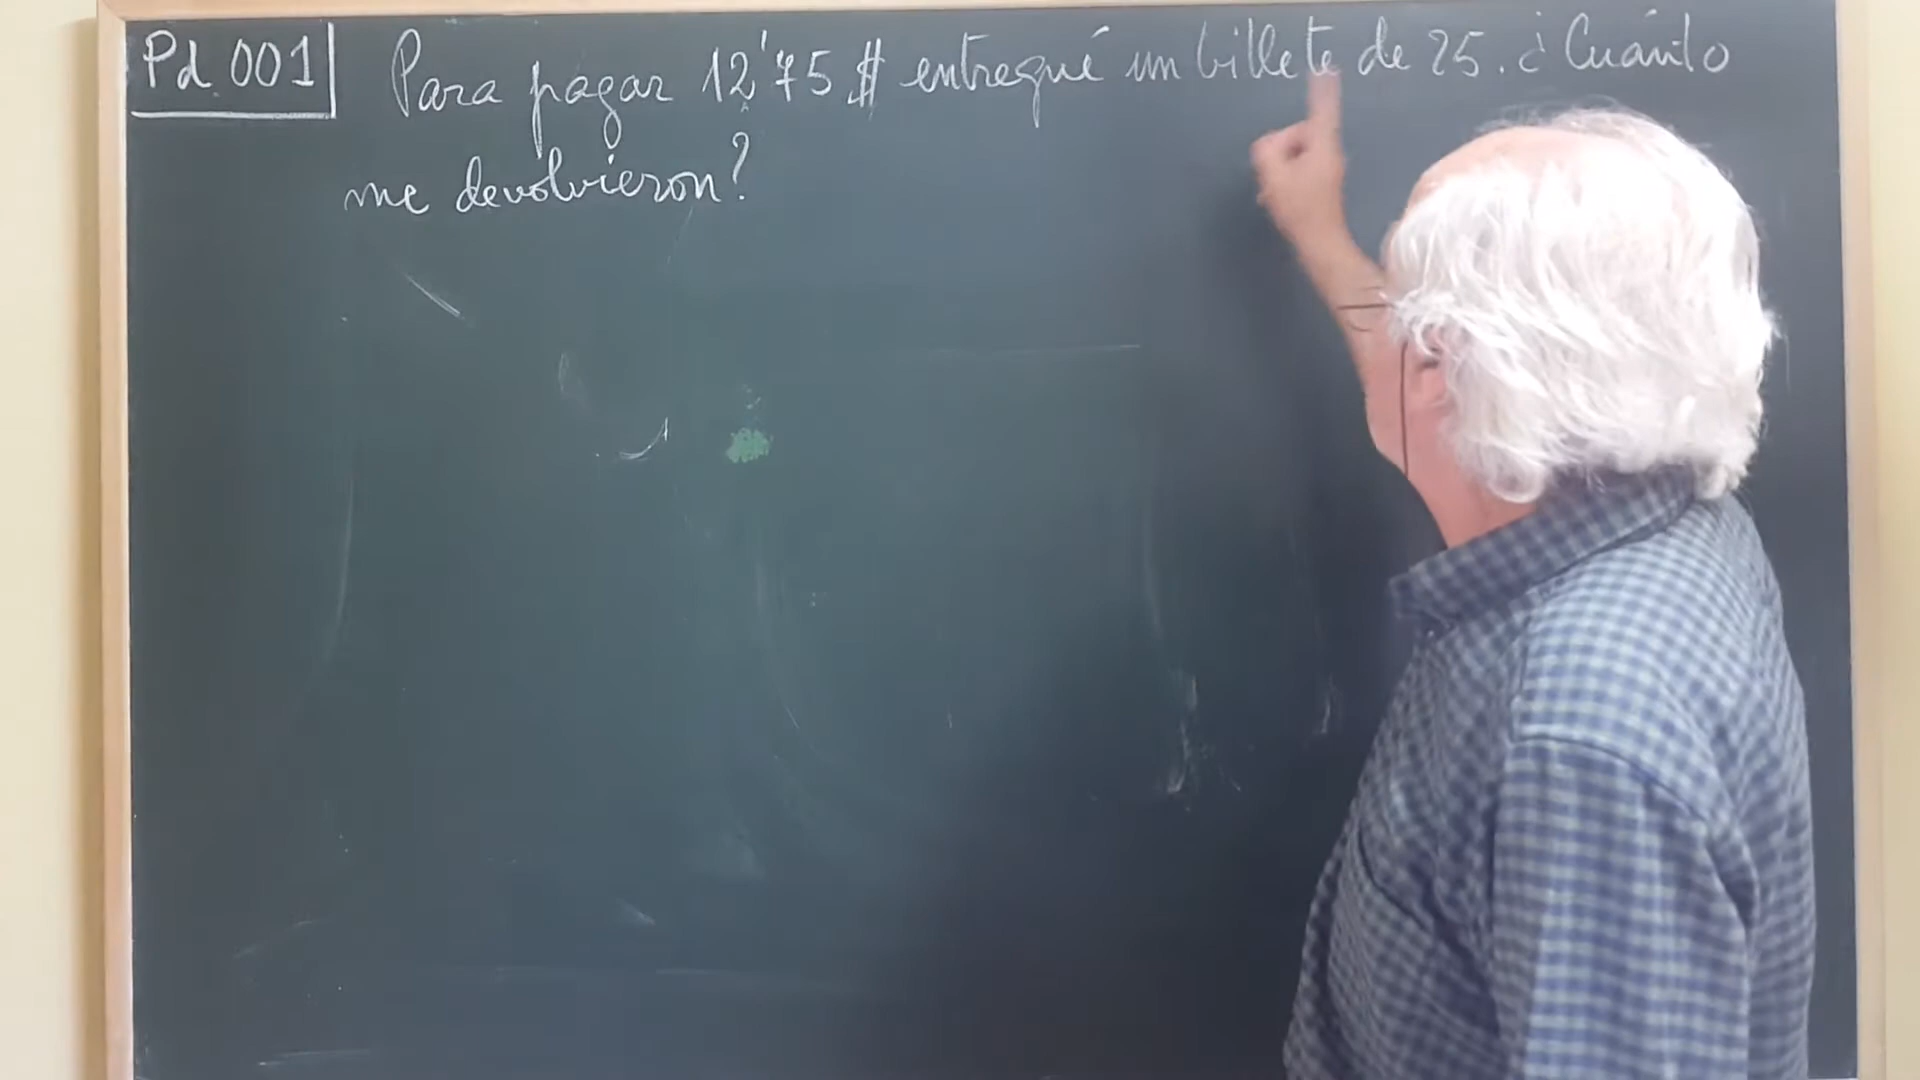 Pd 001
Para pagar 12'75 $ entregué un billete de 25. ¿Cuánto
me devolvieron?